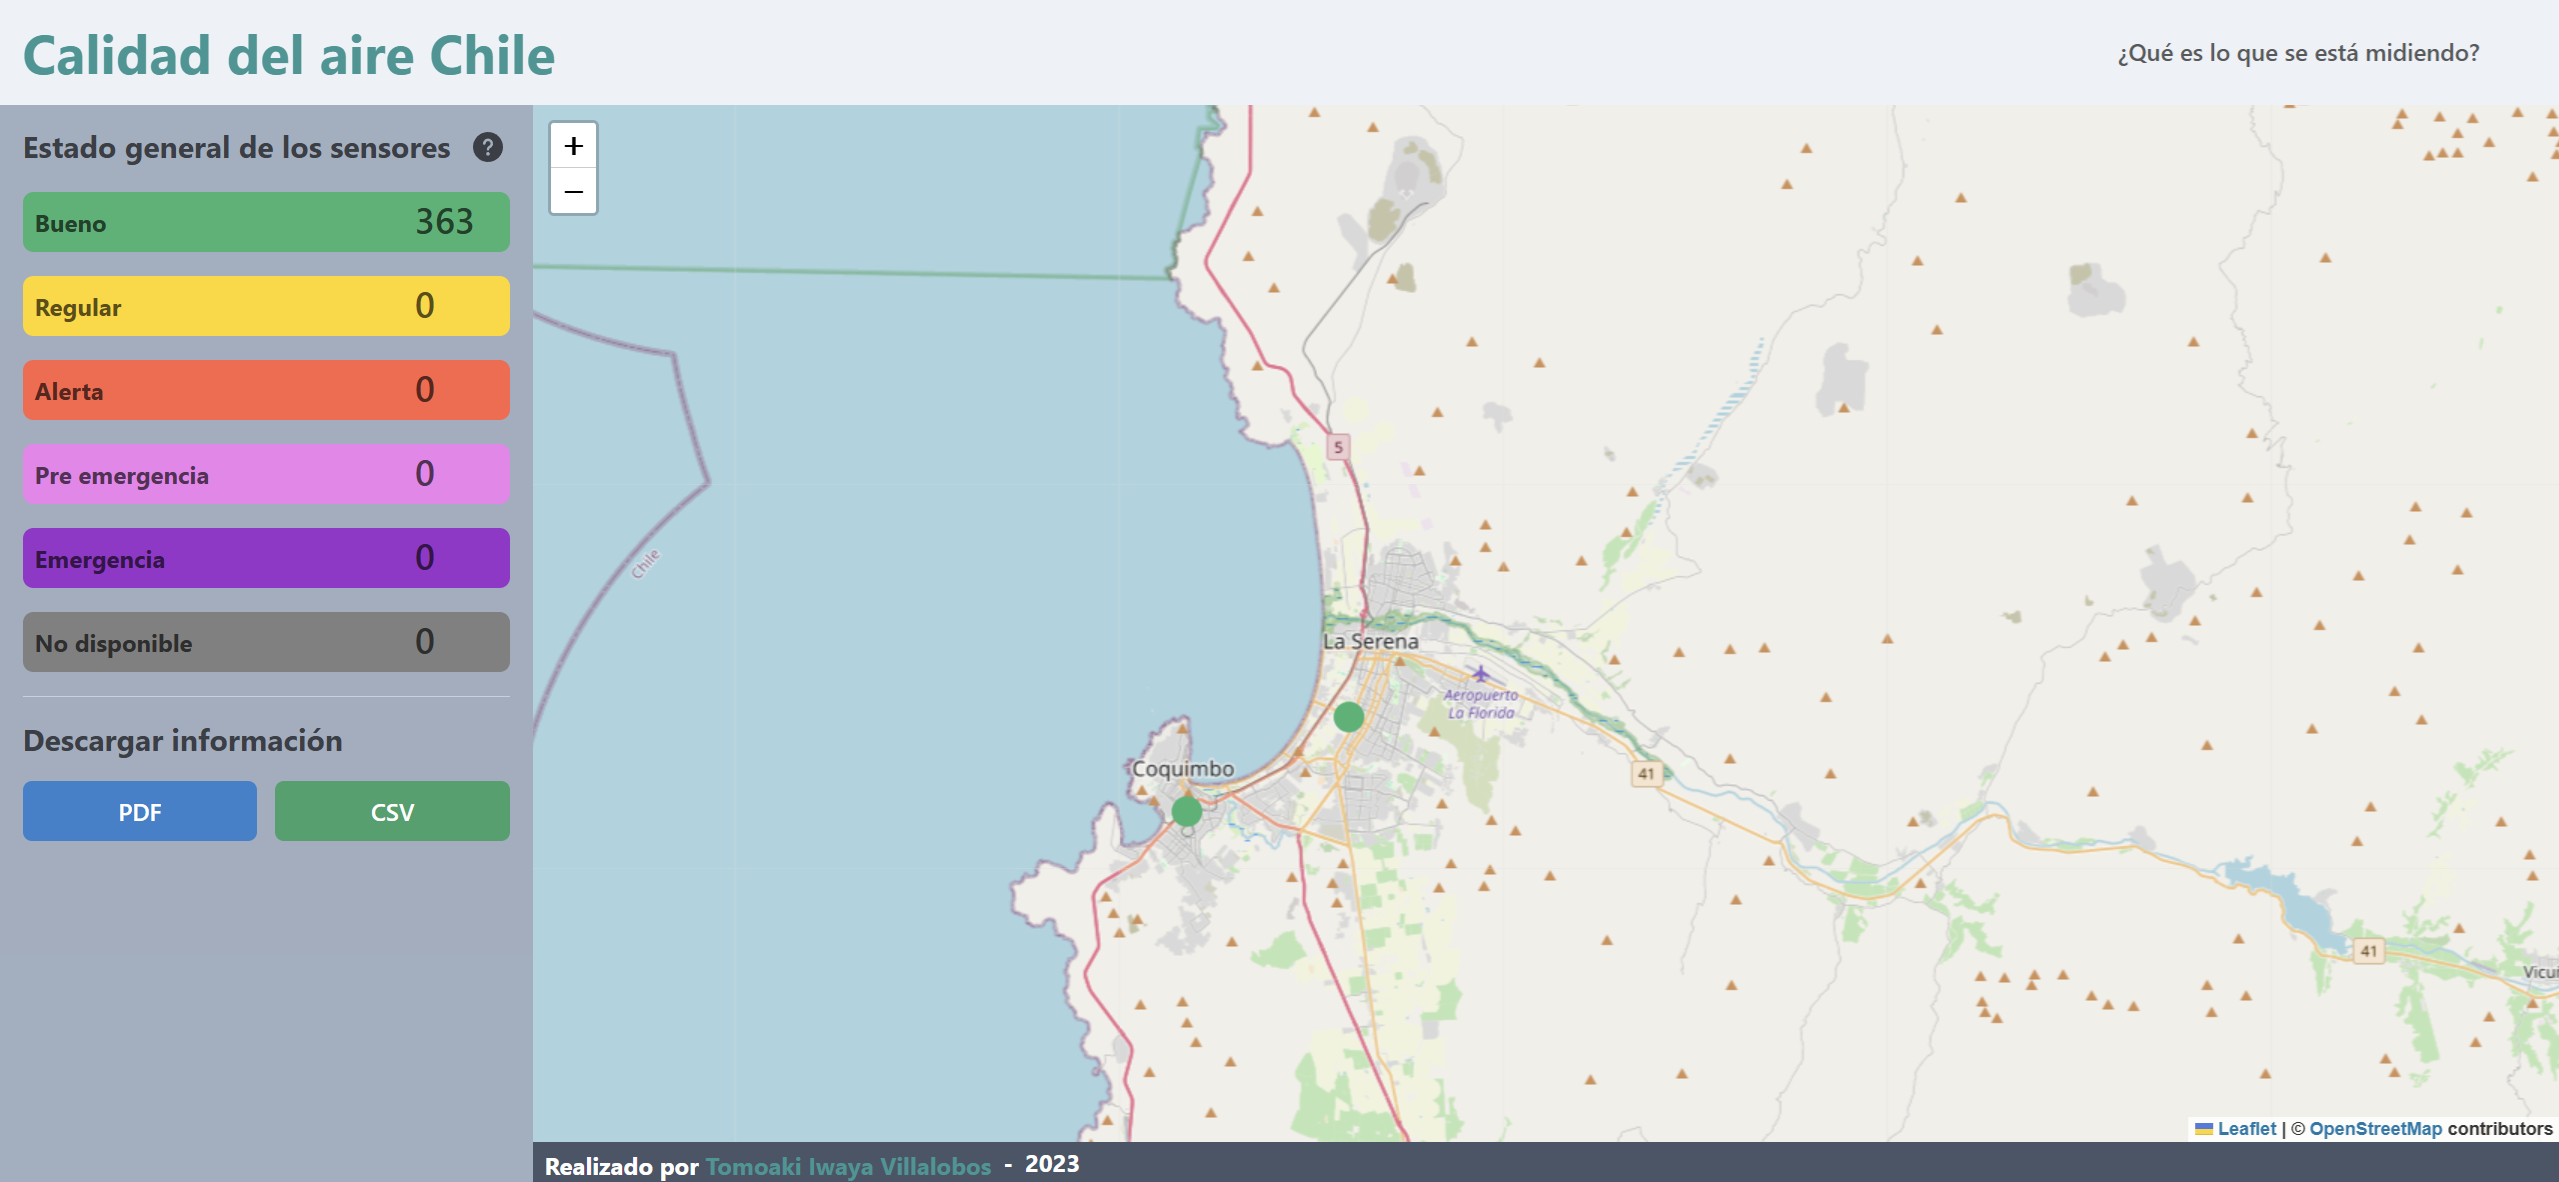 Calidad del aire Chile
¿Qué es lo que se está midiendo?
Estado general de los sensores ?
Bueno 363
Regular 0
Alerta 0
Pre emergencia 0
Emergencia 0
No disponible 0
Descargar información
PDF CSV
+
−
Chile
5
La Serena
Aeropuerto
La Florida
Coquimbo
41
41
Leaflet | © OpenStreetMap contributors
Realizado por Tomoaki Iwaya Villalobos - 2023